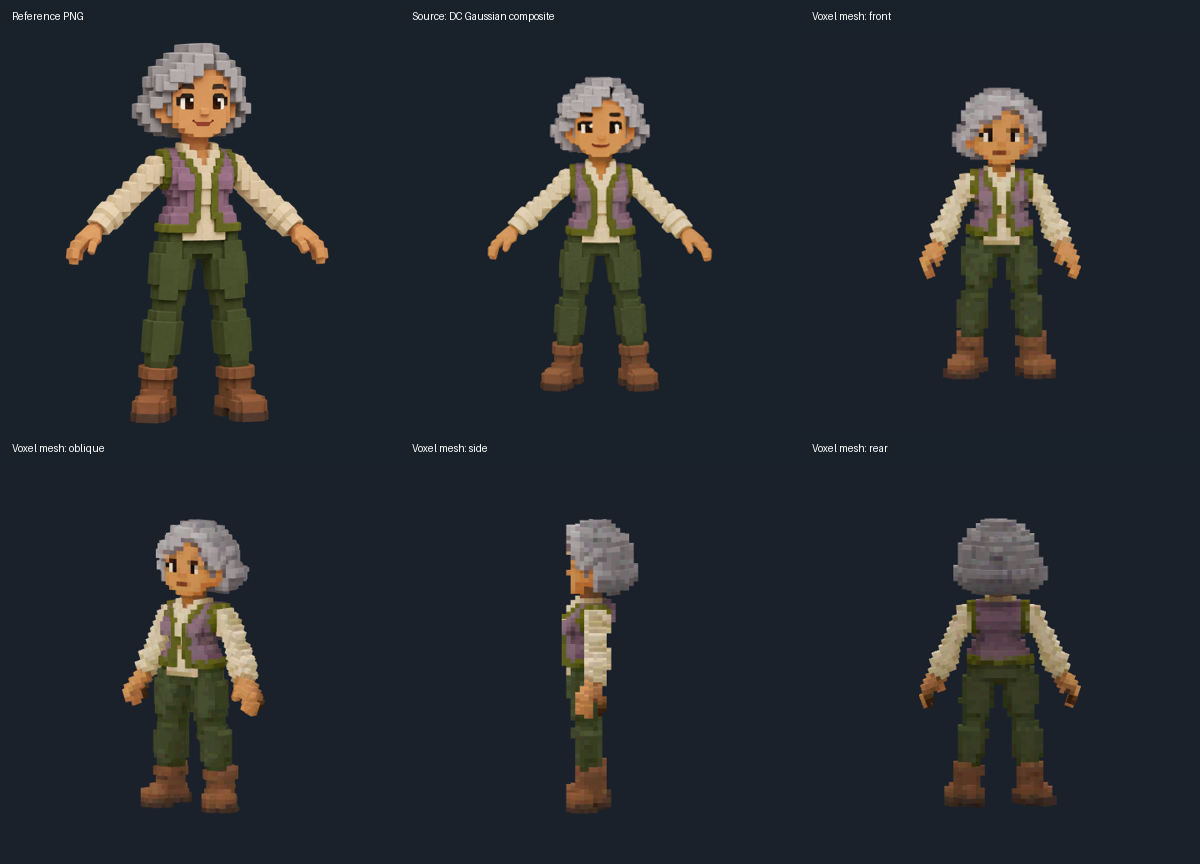 Reference PNG
Source: DC Gaussian composite
Voxel mesh: front
Voxel mesh: oblique
Voxel mesh: side
Voxel mesh: rear